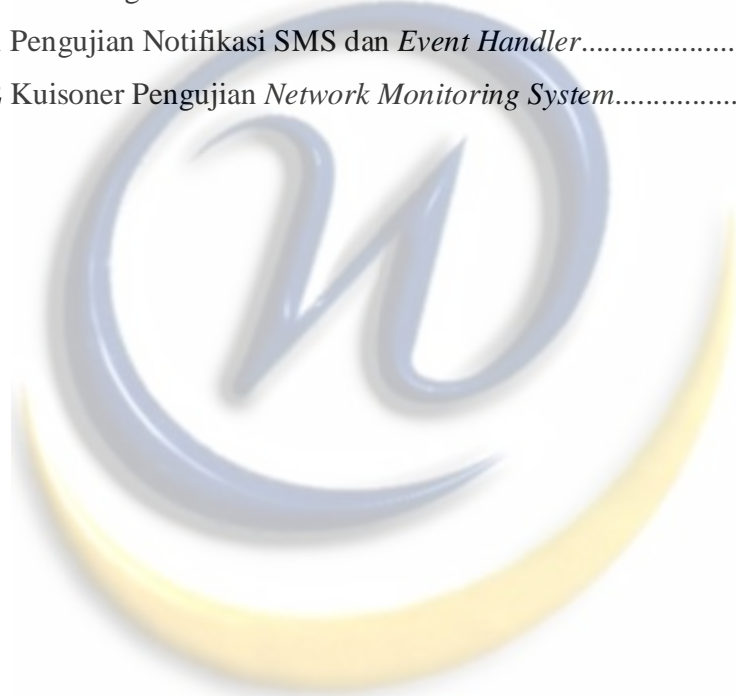 Pengujian Notifikasi SMS dan Event Handler....................
Kuisoner Pengujian Network Monitoring System................